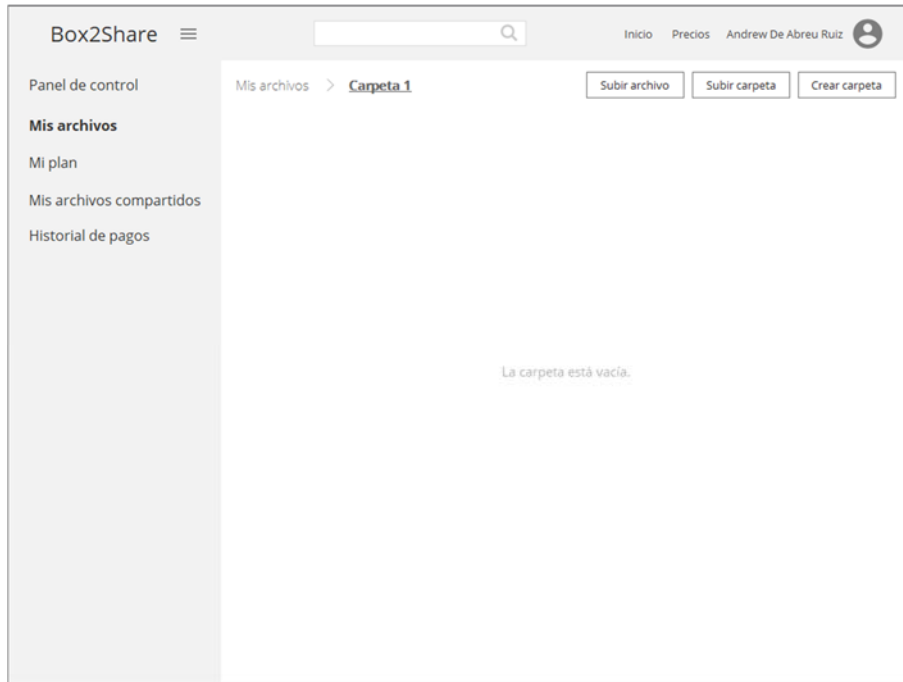 Box2Share
Inicio Precios Andrew De Abreu Ruiz
Panel de control
Mis archivos
Mi plan
Mis archivos compartidos
Historial de pagos
Mis archivos > Carpeta 1
Subir archivo Subir carpeta Crear carpeta
La carpeta está vacía.